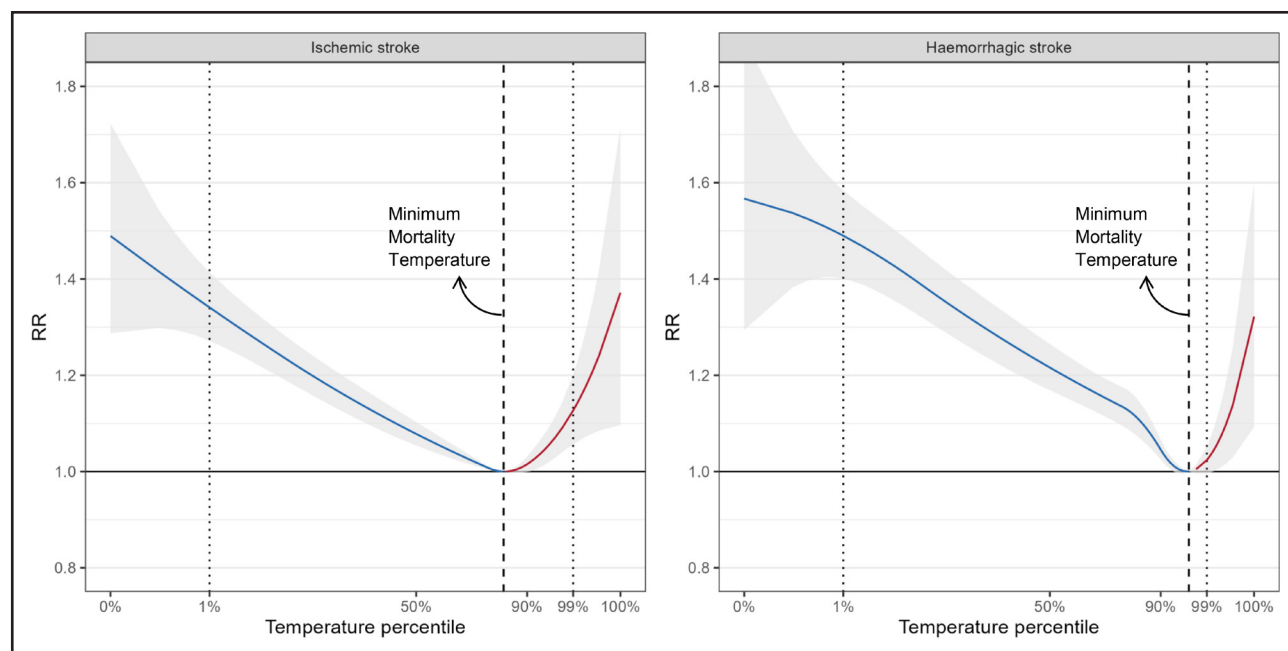 Ischemic stroke
1.8
1.6
1.4
1.2
1.0
0.8
RR
Minimum
Mortality
Temperature
0% 1% 50% 90% 99% 100%
Temperature percentile
Haemorrhagic stroke
1.8
1.6
1.4
1.2
1.0
0.8
RR
Minimum
Mortality
Temperature
0% 1% 50% 90% 99% 100%
Temperature percentile